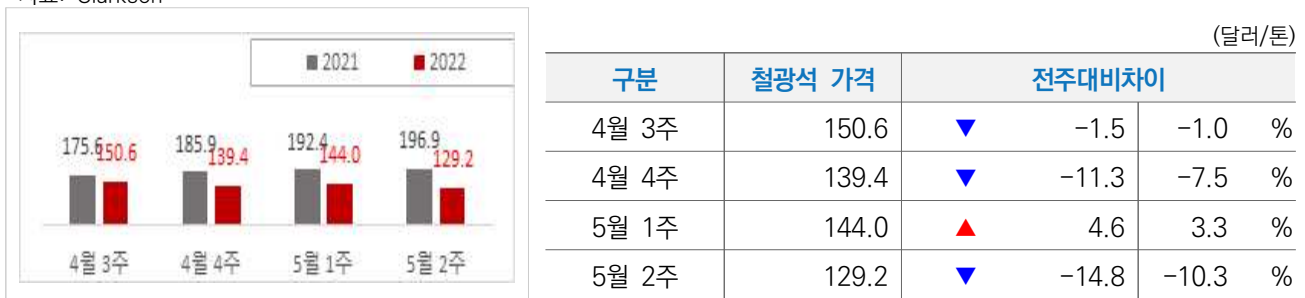 ■ 2021 ■ 2022
175.6 150.6 185.9 139.4 192.4 144.0 196.9 129.2
4월 3주 4월 4주 5월 1주 5월 2주
(달러/톤)
구분 철광석 가격 전주대비차이
4월 3주 150.6 ▼ -1.5 -1.0 %
4월 4주 139.4 ▼ -11.3 -7.5 %
5월 1주 144.0 ▲ 4.6 3.3 %
5월 2주 129.2 ▼ -14.8 -10.3 %